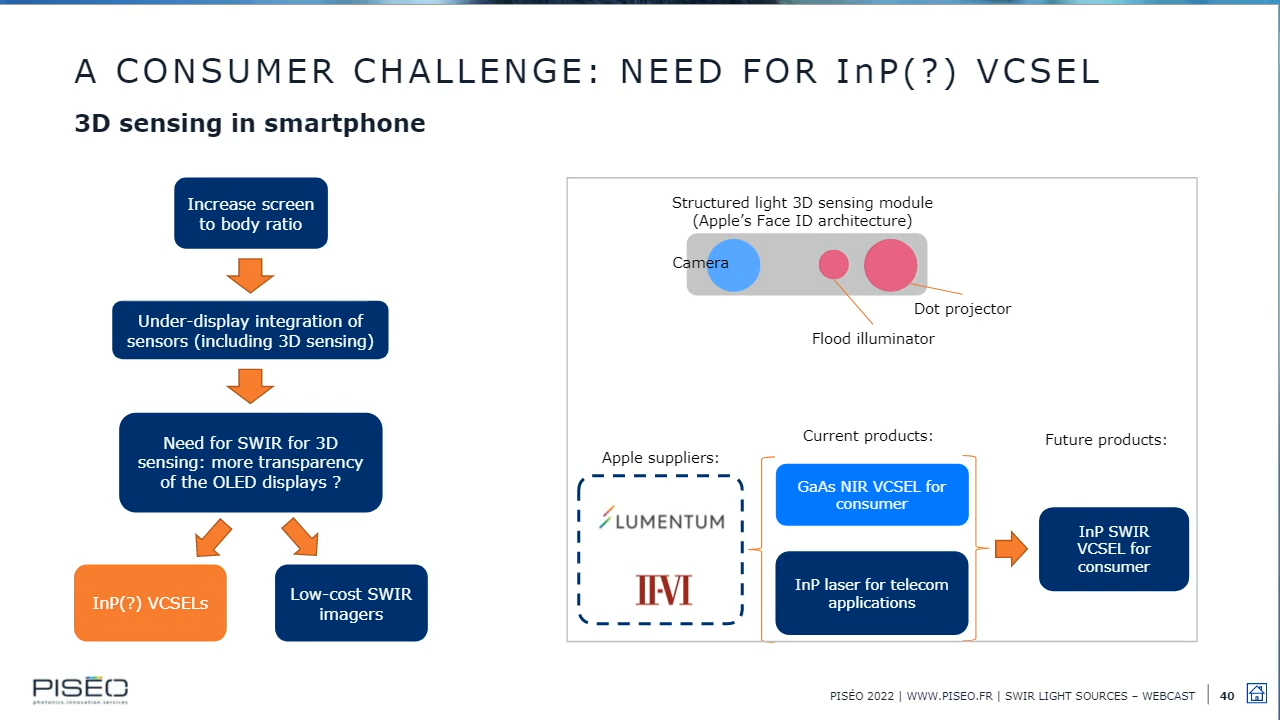 A CONSUMER CHALLENGE: NEED FOR InP(?) VCSEL
3D sensing in smartphone
Increase screen
to body ratio
Under-display integration of
sensors (including 3D sensing)
Need for SWIR for 3D
sensing: more transparency
of the OLED displays ?
InP(?) VCSELs
Low-cost SWIR
imagers
Structured light 3D sensing module
(Apple’s Face ID architecture)
Camera
Dot projector
Flood illuminator
Apple suppliers:
LUMENTUM
II-VI
Current products:
GaAs NIR VCSEL for
consumer
InP laser for telecom
applications
Future products:
InP SWIR
VCSEL for
consumer
PISÉO
photonics.innovation.services
PISÉO 2022 | WWW.PISEO.FR | SWIR LIGHT SOURCES – WEBCAST
40